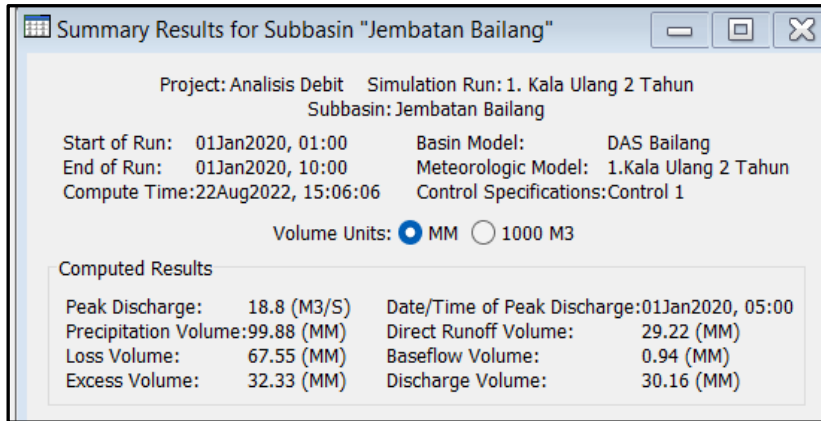 Summary Results for Subbasin "Jembatan Bailang"
Project: Analisis Debit Simulation Run: 1. Kala Ulang 2 Tahun
Subbasin: Jembatan Bailang
Start of Run: 01Jan2020, 01:00 Basin Model: DAS Bailang
End of Run: 01Jan2020, 10:00 Meteorologic Model: 1.Kala Ulang 2 Tahun
Compute Time:22Aug2022, 15:06:06 Control Specifications:Control 1
Volume Units: MM 1000 M3
Computed Results
Peak Discharge: 18.8 (M3/S) Date/Time of Peak Discharge:01Jan2020, 05:00
Precipitation Volume:99.88 (MM) Direct Runoff Volume: 29.22 (MM)
Loss Volume: 67.55 (MM) Baseflow Volume: 0.94 (MM)
Excess Volume: 32.33 (MM) Discharge Volume: 30.16 (MM)